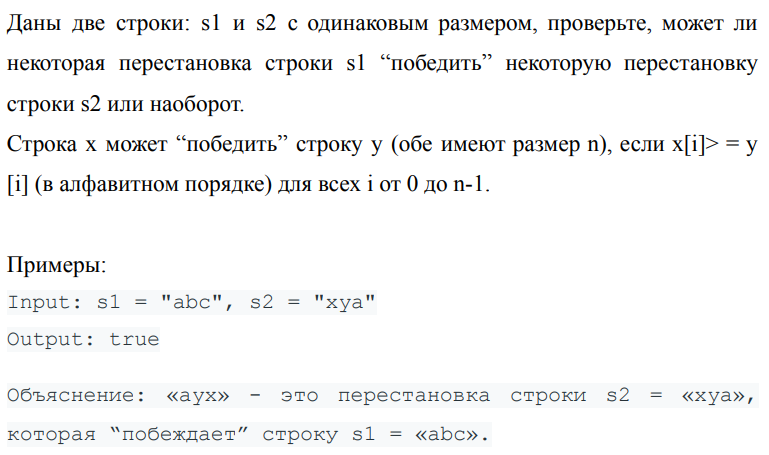 Даны две строки: s1 и s2 с одинаковым размером, проверьте, может ли
некоторая перестановка строки s1 “победить” некоторую перестановку
строки s2 или наоборот.
Строка x может “победить” строку y (обе имеют размер n), если x[i]> = y
[i] (в алфавитном порядке) для всех i от 0 до n-1.
Примеры:
Input: s1 = "abc", s2 = "xya"
Output: true
Объяснение: «ayx» - это перестановка строки s2 = «xya»,
которая “побеждает” строку s1 = «abc».